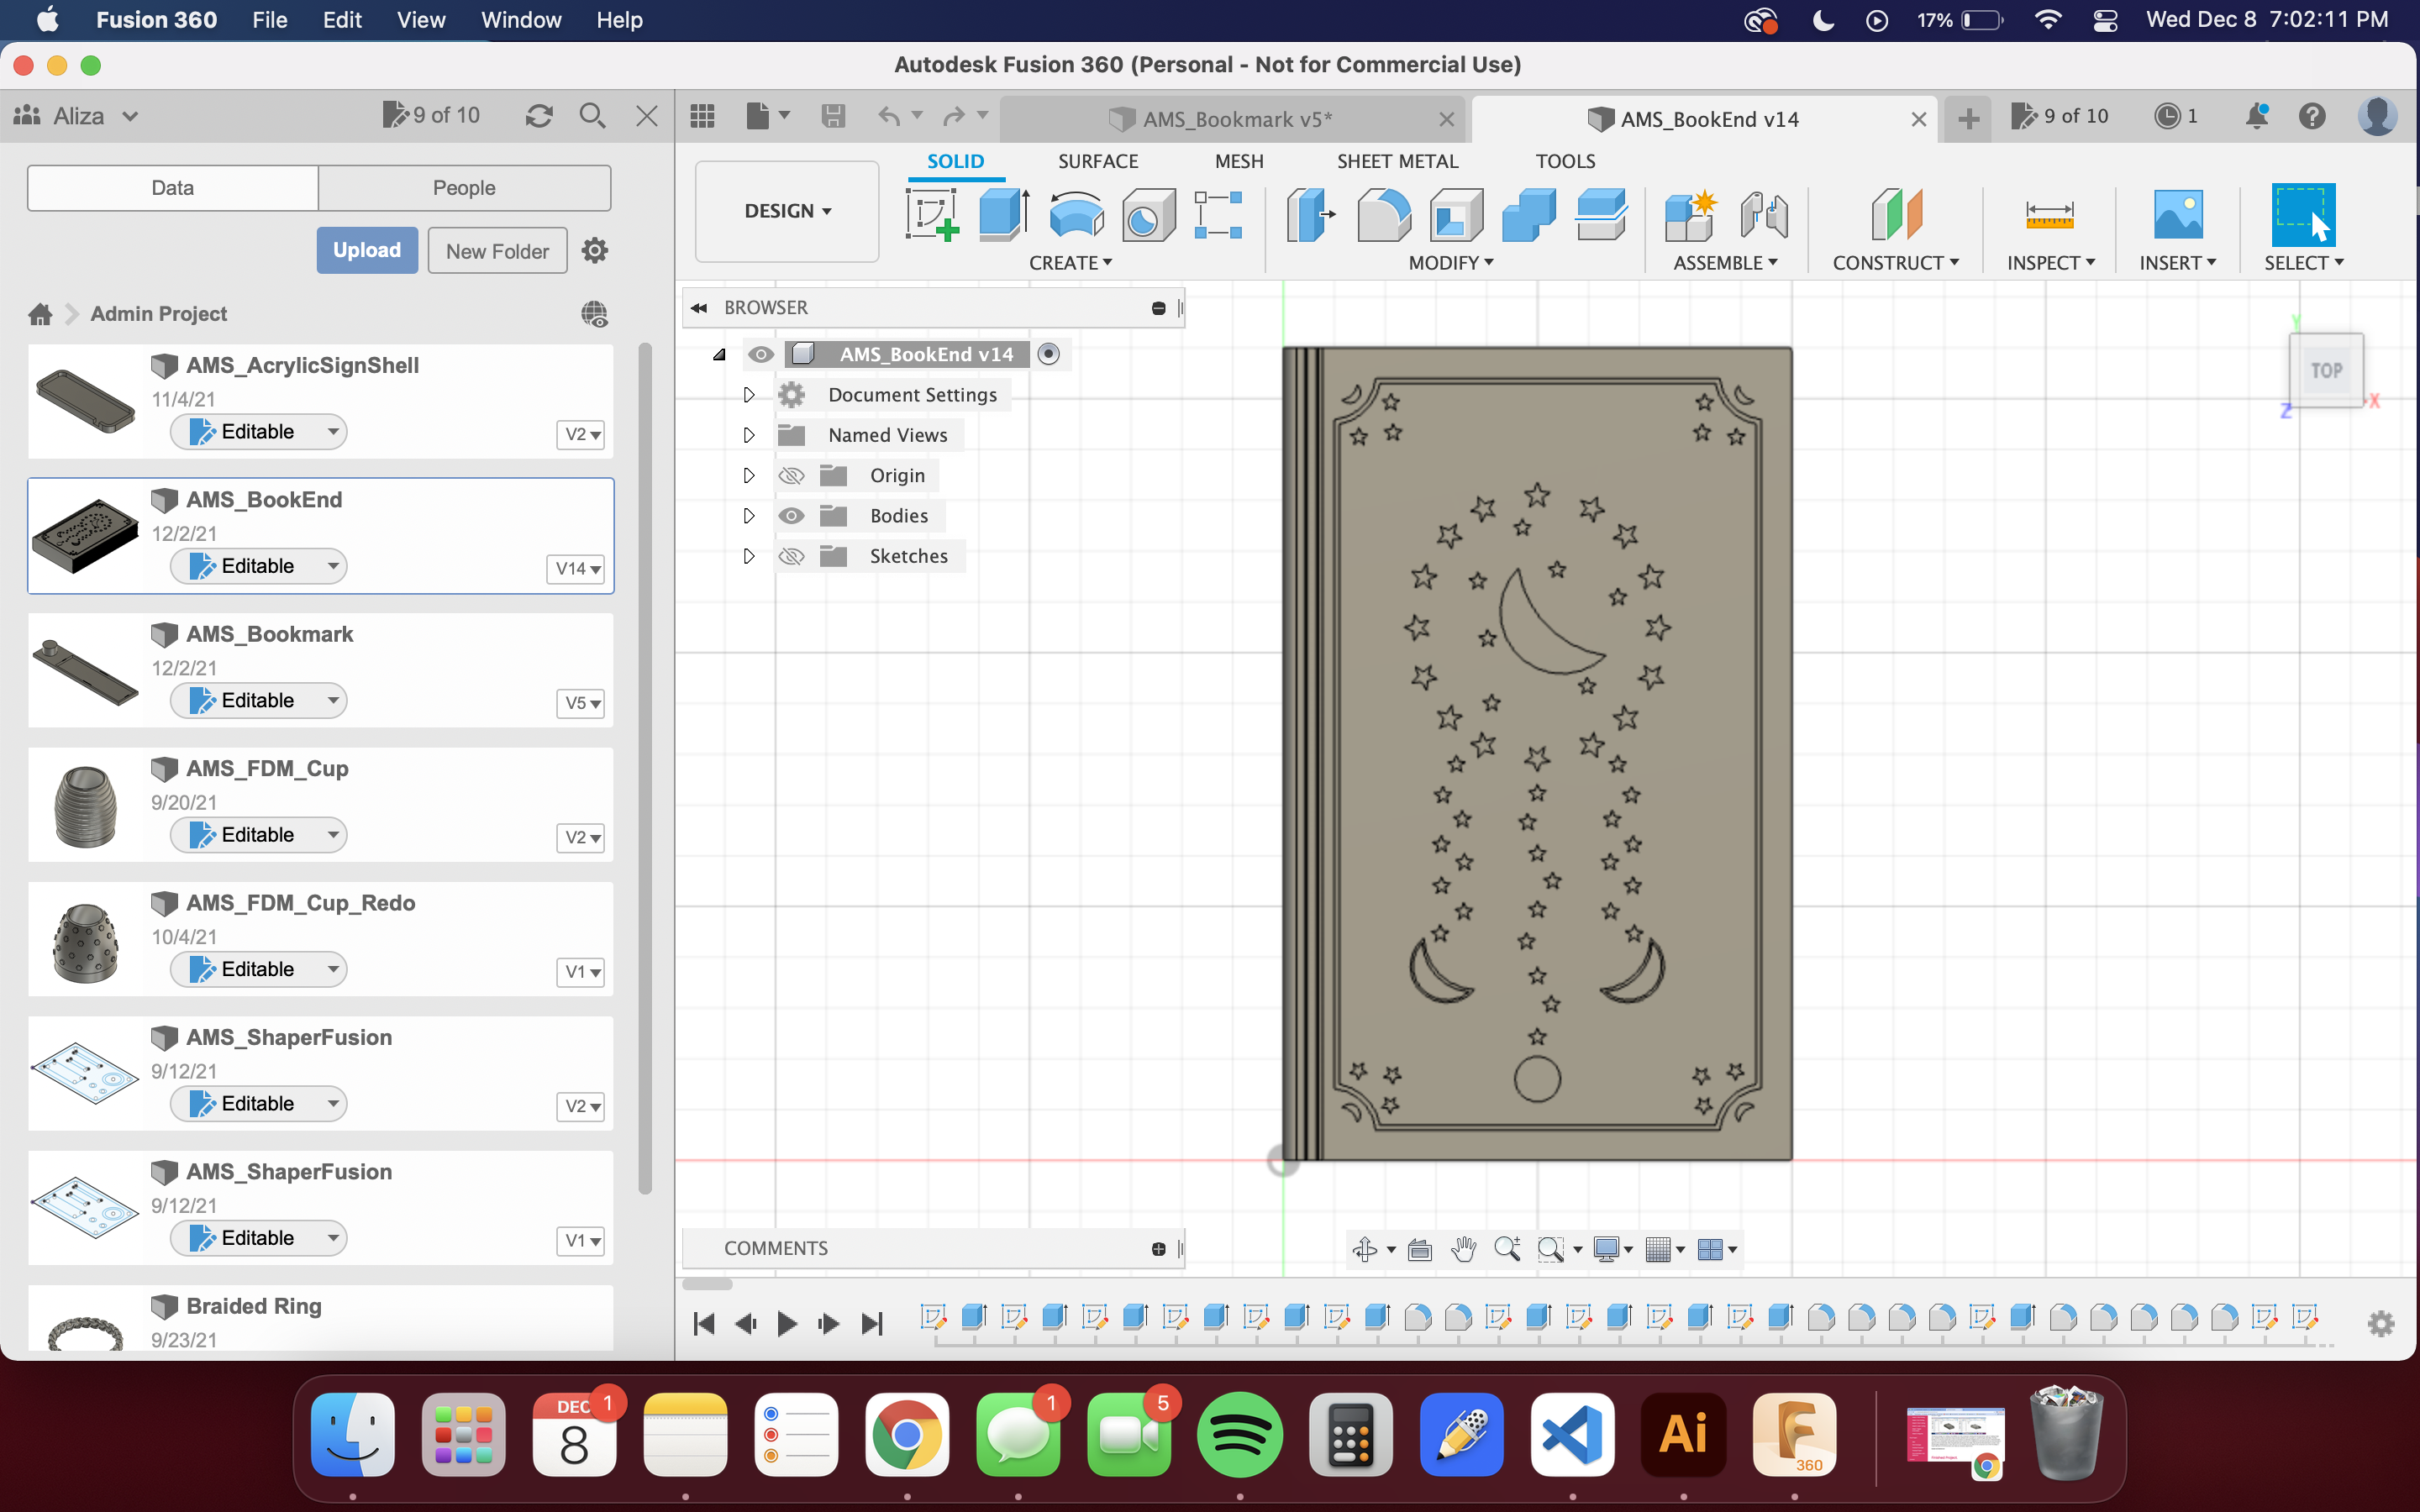 Fusion 360 File Edit View Window Help 17% Wed Dec 8 7:02:11 PM
Autodesk Fusion 360 (Personal - Not for Commercial Use)
Aliza 9 of 10 AMS_Bookmark v5* AMS_BookEnd v14 9 of 10 1
Data People
Upload New Folder
Admin Project
AMS_AcrylicSignShell
11/4/21
Editable V2
AMS_BookEnd
12/2/21
Editable V14
AMS_Bookmark
12/2/21
Editable V5
AMS_FDM_Cup
9/20/21
Editable V2
AMS_FDM_Cup_Redo
10/4/21
Editable V1
AMS_ShaperFusion
9/12/21
Editable V2
AMS_ShaperFusion
9/12/21
Editable V1
Braided Ring
9/23/21
SOLID SURFACE MESH SHEET METAL TOOLS
DESIGN
CREATE MODIFY ASSEMBLE CONSTRUCT INSPECT INSERT SELECT
BROWSER
AMS_BookEnd v14
Document Settings
Named Views
Origin
Bodies
Sketches
Y
TOP
Z X
COMMENTS
DEC 1 1 5
8 Ai 360